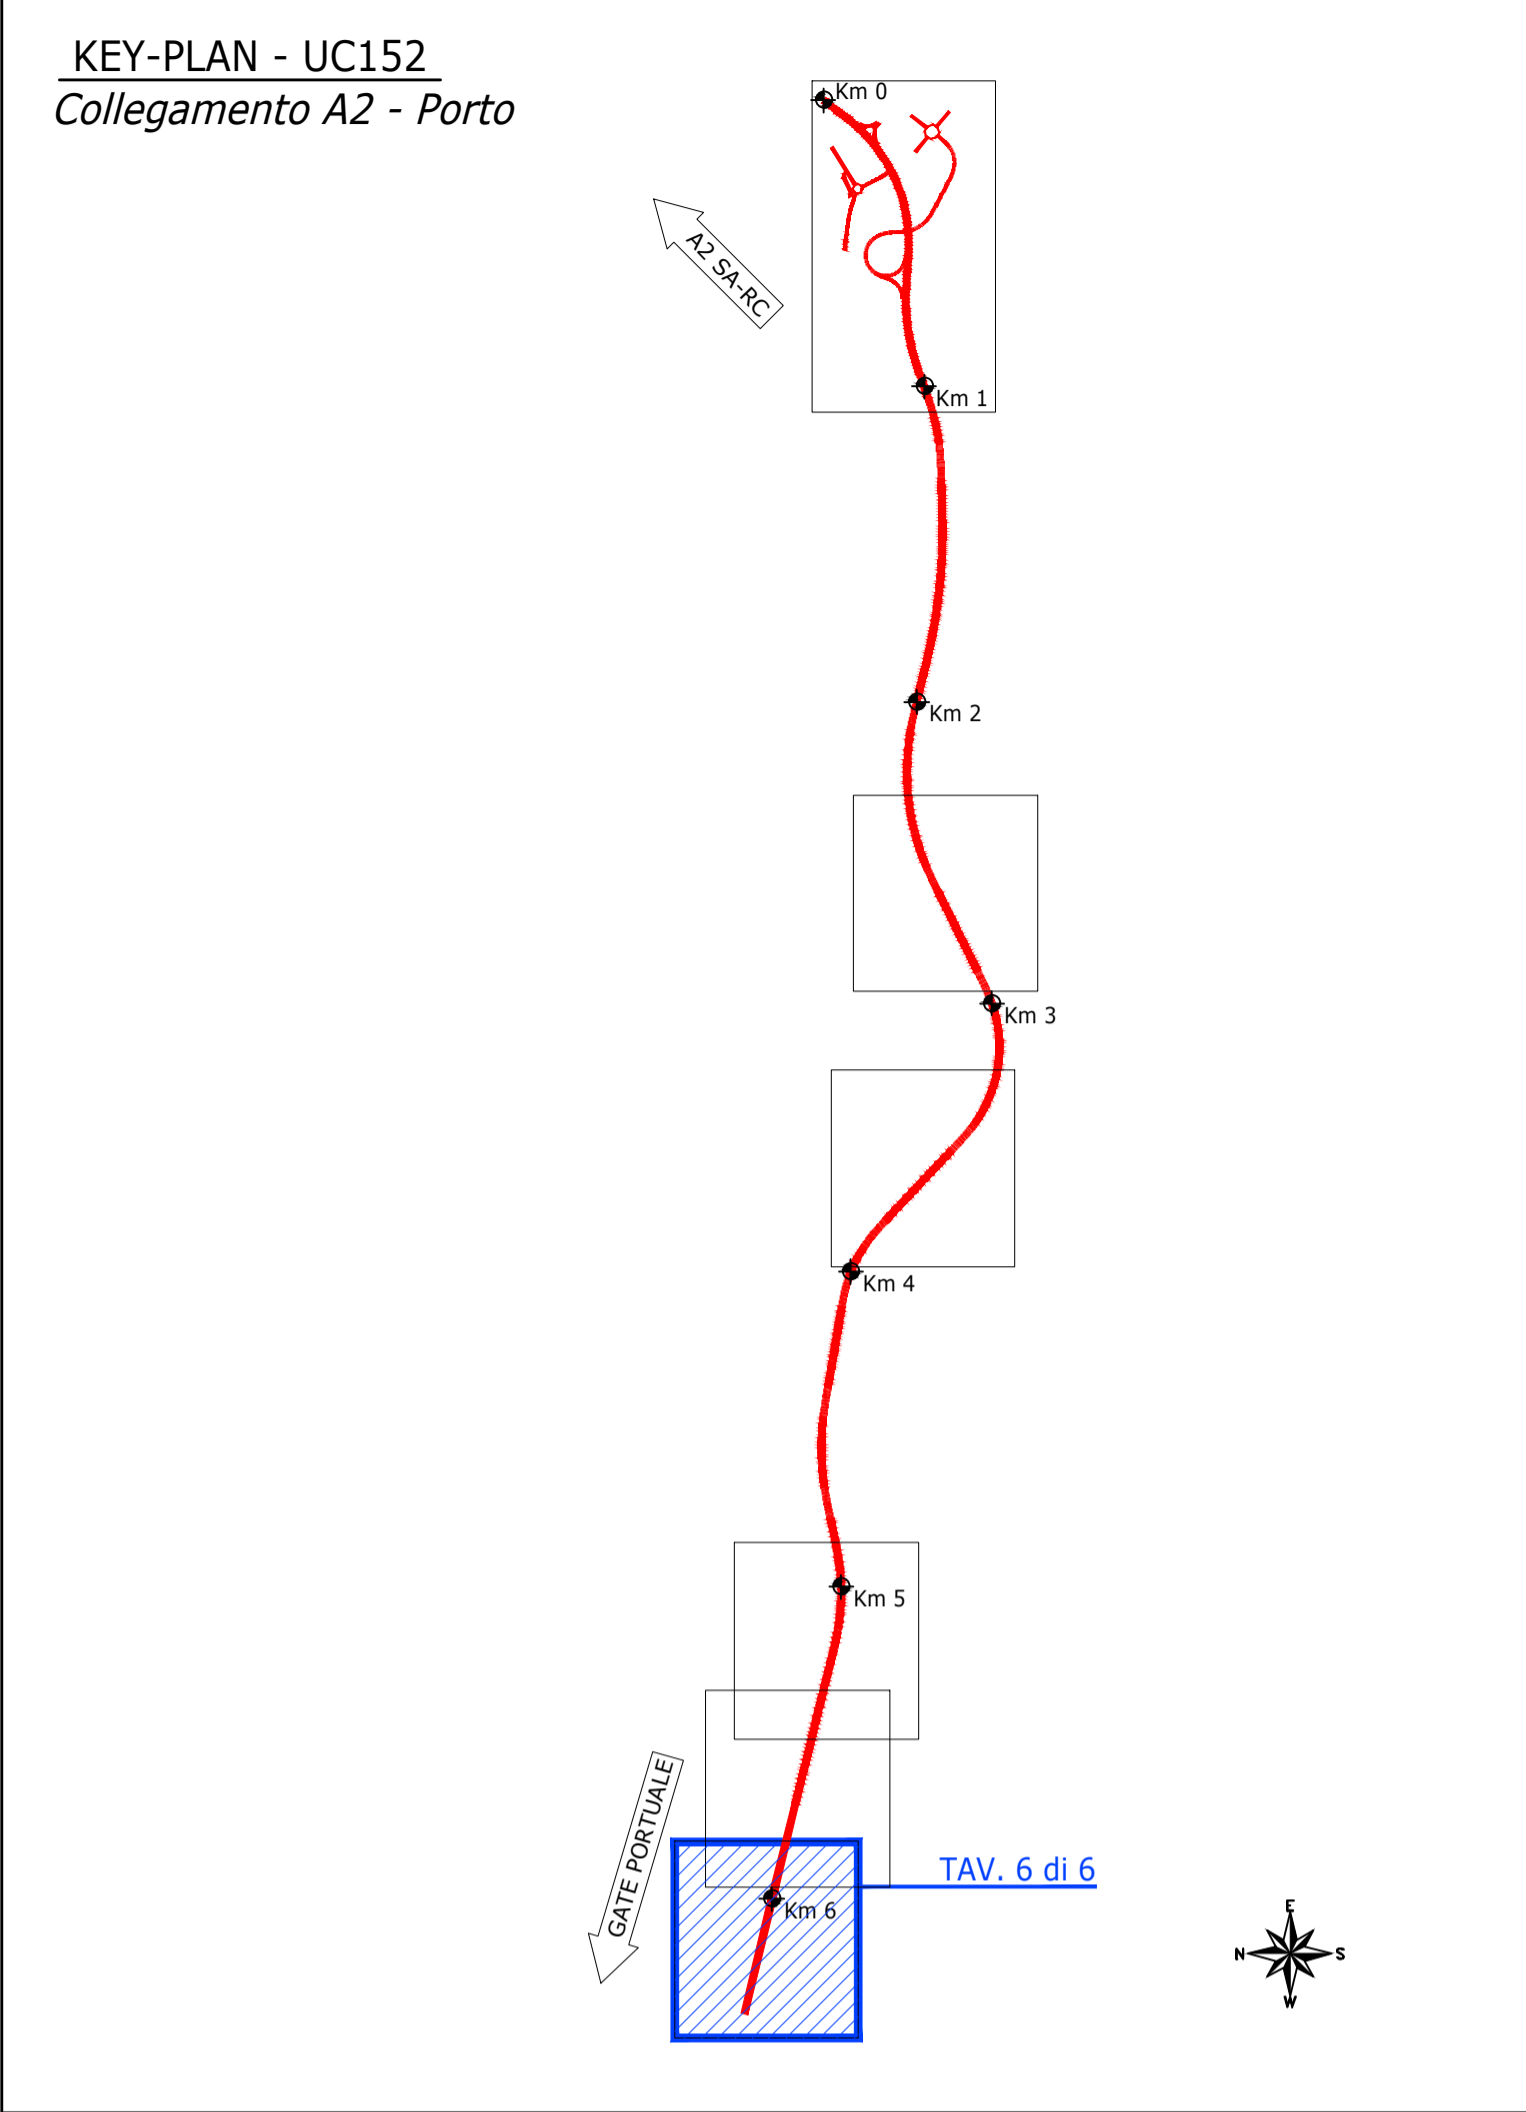 KEY-PLAN - UC152
Collegamento A2 - Porto
Km 0
A2 SA-RC
Km 1
Km 2
Km 3
Km 4
Km 5
GATE PORTUALE
TAV. 6 di 6
Km 6
E
N
S
W